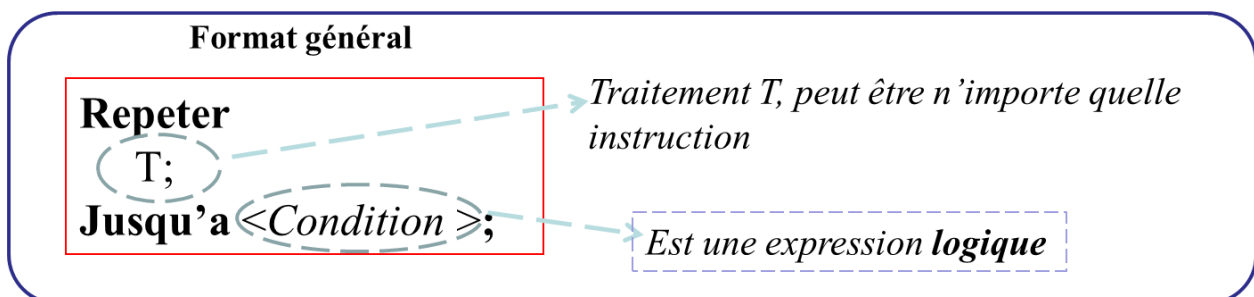 Format général
Repeter
T;
Jusqu’a <Condition >;
Traitement T, peut être n’importe quelle
instruction
Est une expression logique